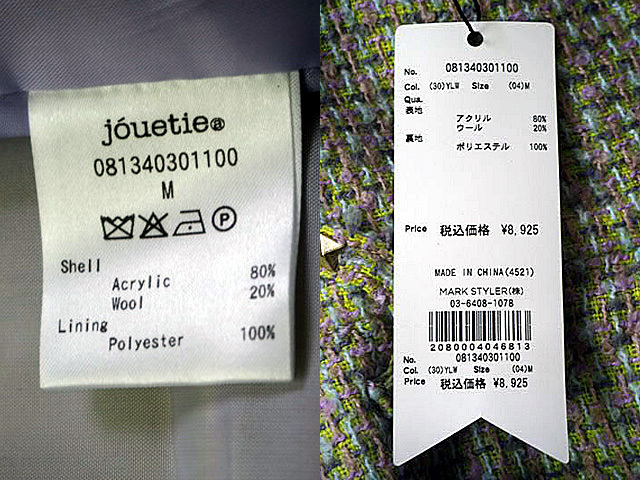 jóuetieⓐ
081340301100
M
P
Shell
Acrylic 80%
Wool 20%
Lining
Polyester 100%
No. 081340301100
Col. (30)YLW Size (04)M
Qua.
表地
アクリル 80%
ウール 20%
裏地
ポリエステル 100%
Price 税込価格 ¥8,925
MADE IN CHINA(4521)
MARK STYLER(株)
03-6408-1078
2080004046813
No. 081340301100
Col. (30)YLW Size (04)M
Price 税込価格 ¥8,925